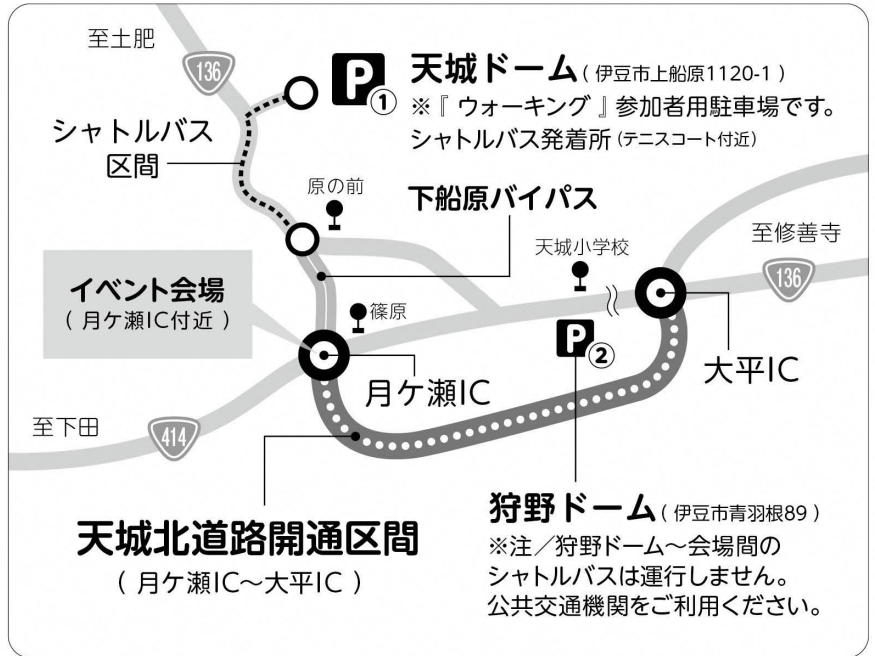 至土肥
136
P
①
天城ドーム（伊豆市上船原1120-1）
※『ウォーキング』参加者用駐車場です。
シャトルバス発着所（テニスコート付近）
シャトルバス
区間
原の前
下船原バイパス
天城小学校
至修善寺
136
イベント会場
（月ケ瀬IC付近）
篠原
P
②
月ケ瀬IC
大平IC
至下田
414
天城北道路開通区間
（月ケ瀬IC～大平IC）
狩野ドーム（伊豆市青羽根89）
※注／狩野ドーム～会場間の
シャトルバスは運行しません。
公共交通機関をご利用ください。